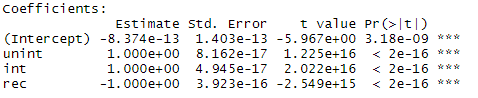 Coefficients:
Estimate Std. Error t value Pr(>|t|)
(Intercept) -8.374e-13 1.403e-13 -5.967e+00 3.18e-09 ***
unint 1.000e+00 8.162e-17 1.225e+16 < 2e-16 ***
int 1.000e+00 4.945e-17 2.022e+16 < 2e-16 ***
rec -1.000e+00 3.923e-16 -2.549e+15 < 2e-16 ***